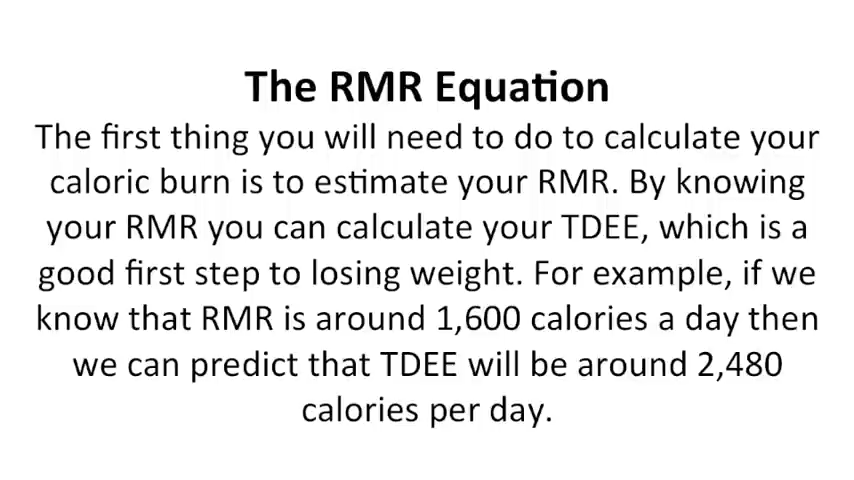 The RMR Equation
The first thing you will need to do to calculate your
caloric burn is to estimate your RMR. By knowing
your RMR you can calculate your TDEE, which is a
good first step to losing weight. For example, if we
know that RMR is around 1,600 calories a day then
we can predict that TDEE will be around 2,480
calories per day.